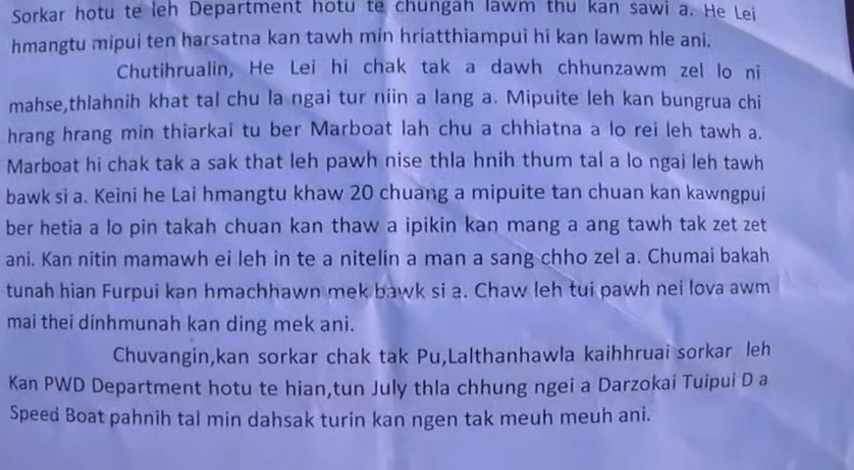 Sorkar hotu te leh Department hotu te chungah lawm thu kan sawi a. He Lei
hmangtu mipui ten harsatna kan tawh min hriatthiampui hi kan lawm hle ani.
Chutihrualin, He Lei hi chak tak a dawh chhunzawm zel lo ni
mahse,thlahnih khat tal chu la ngai tur niin a lang a. Mipuite leh kan bungrua chi
hrang hrang min thiarkai tu ber Marboat lah chu a chhiatna a lo rei leh tawh a.
Marboat hi chak tak a sak that leh pawh nise thla hnih thum tal a lo ngai leh tawh
bawk si a. Keini he Lai hmangtu khaw 20 chuang a mipuite tan chuan kan kawngpui
ber hetia a lo pin takah chuan kan thaw a ipikin kan mang a ang tawh tak zet zet
ani. Kan nitin mamawh ei leh in te a nitelin a man a sang chho zel a. Chumai bakah
tunah hian Furpui kan hmachhawn mek bawk si a. Chaw leh tui pawh nei lova awm
mai thei dinhmunah kan ding mek ani.
Chuvangin,kan sorkar chak tak Pu,Lalthanhawla kaihhruai sorkar leh
Kan PWD Department hotu te hian,tun July thla chhung ngei a Darzokai Tuipui D a
Speed Boat pahnih tal min dahsak turin kan ngen tak meuh meuh ani.